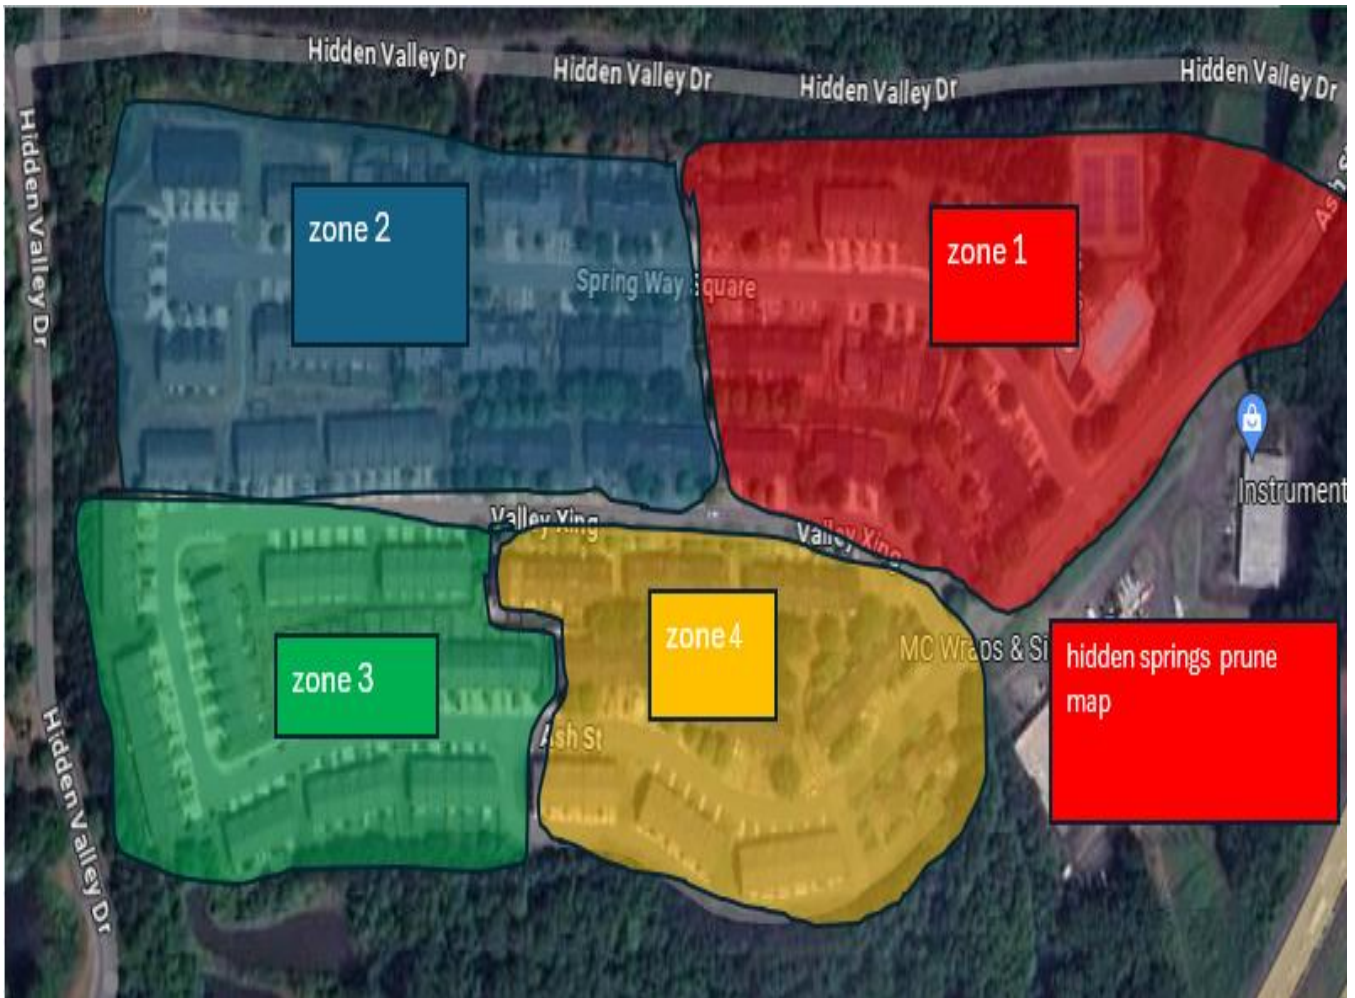 Hidden Valley Dr
Hidden Valley Dr
Hidden Valley Dr
Hidden Valley Dr
Hidden Valley Dr
zone 2
zone 1
Spring Way Square
Instrument
Valley Xing
Valley Xing
zone 4
zone 3
MC Wraps & Si
hidden springs prune
map
Ash St
Hidden Valley Dr